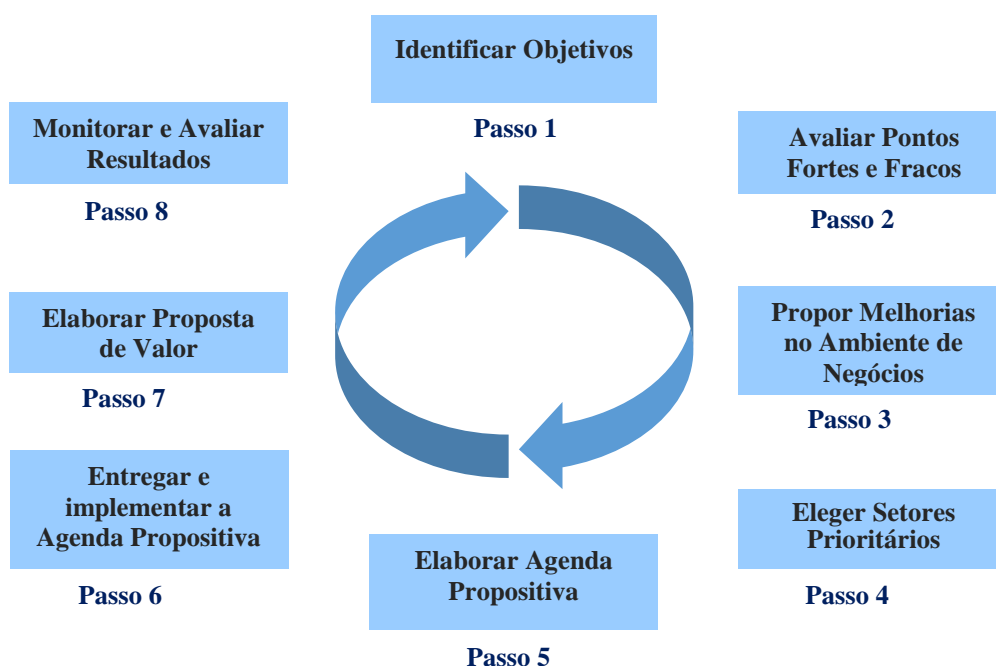 Identificar Objetivos
Passo 1
Avaliar Pontos
Fortes e Fracos
Passo 2
Propor Melhorias
no Ambiente de
Negócios
Passo 3
Eleger Setores
Prioritários
Passo 4
Elaborar Agenda
Propositiva
Passo 5
Entregar e
implementar a
Agenda Propositiva
Passo 6
Elaborar Proposta
de Valor
Passo 7
Monitorar e Avaliar
Resultados
Passo 8